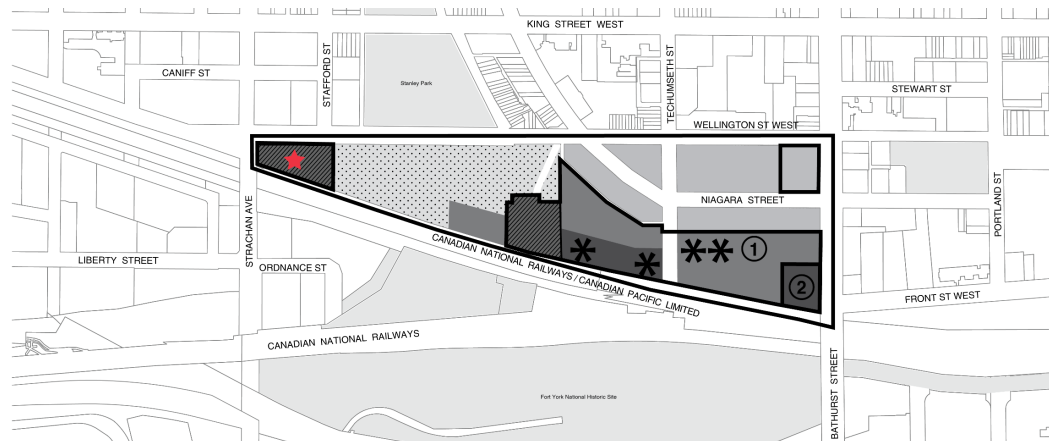 KING STREET WEST
CANIFF ST
STAFFORD ST
Stanley Park
TECHUMSETH ST
STEWART ST
WELLINGTON ST WEST
NIAGARA STREET
PORTLAND ST
STRACHAN AVE
LIBERTY STREET
ORDNANCE ST
CANADIAN NATIONAL RAILWAYS / CANADIAN PACIFIC LIMITED
1
2
FRONT ST WEST
CANADIAN NATIONAL RAILWAYS
BATHURST STREET
Fort York National Historic Site